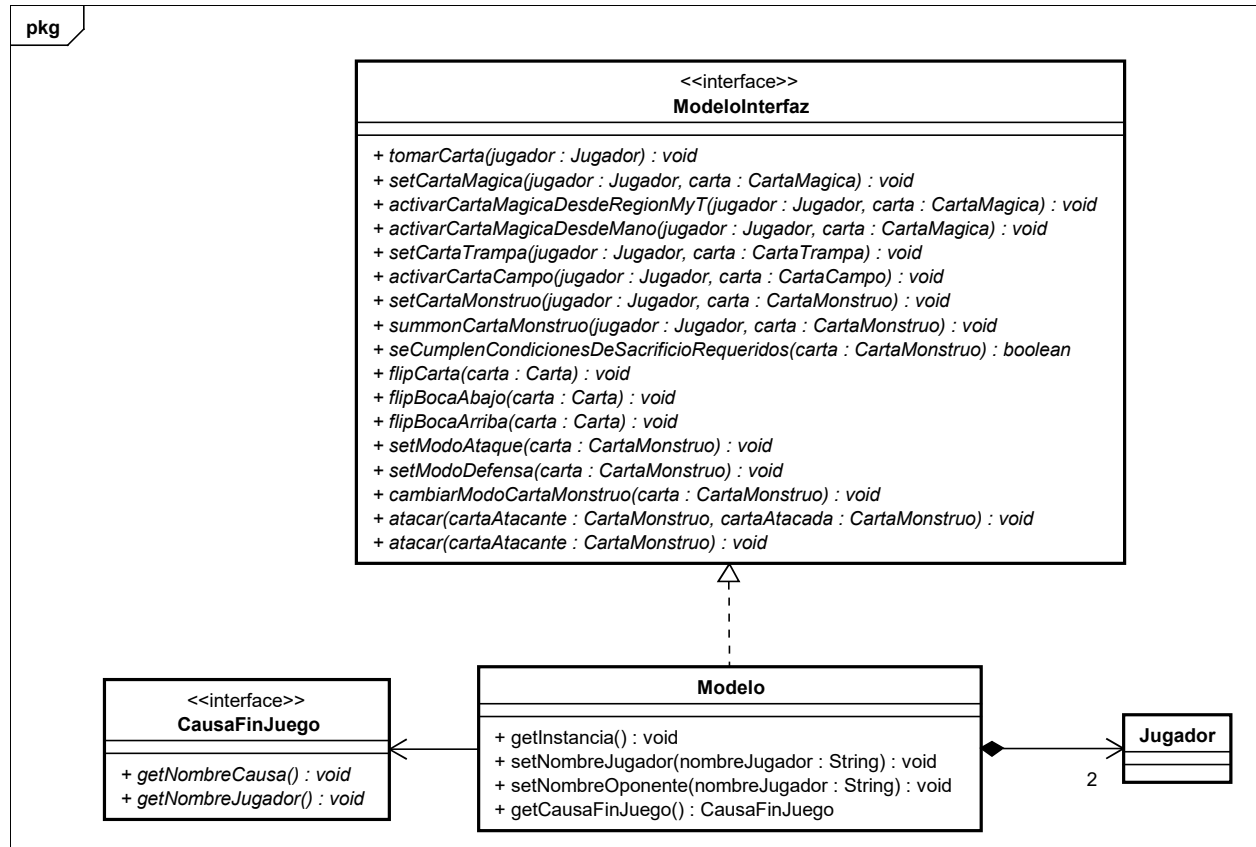 pkg
<<interface>>
ModeloInterfaz
+ tomarCarta(jugador : Jugador) : void
+ setCartaMagica(jugador : Jugador, carta : CartaMagica) : void
+ activarCartaMagicaDesdeRegionMyT(jugador : Jugador, carta : CartaMagica) : void
+ activarCartaMagicaDesdeMano(jugador : Jugador, carta : CartaMagica) : void
+ setCartaTrampa(jugador : Jugador, carta : CartaTrampa) : void
+ activarCartaCampo(jugador : Jugador, carta : CartaCampo) : void
+ setCartaMonstruo(jugador : Jugador, carta : CartaMonstruo) : void
+ summonCartaMonstruo(jugador : Jugador, carta : CartaMonstruo) : void
+ seCumplenCondicionesDeSacrificioRequeridos(carta : CartaMonstruo) : boolean
+ flipCarta(carta : Carta) : void
+ flipBocaAbajo(carta : Carta) : void
+ flipBocaArriba(carta : Carta) : void
+ setModoAtaque(carta : CartaMonstruo) : void
+ setModoDefensa(carta : CartaMonstruo) : void
+ cambiarModoCartaMonstruo(carta : CartaMonstruo) : void
+ atacar(cartaAtacante : CartaMonstruo, cartaAtacada : CartaMonstruo) : void
+ atacar(cartaAtacante : CartaMonstruo) : void
<<interface>>
CausaFinJuego
+ getNombreCausa() : void
+ getNombreJugador() : void
Modelo
+ getInstancia() : void
+ setNombreJugador(nombreJugador : String) : void
+ setNombreOponente(nombreJugador : String) : void
+ getCausaFinJuego() : CausaFinJuego
Jugador
2